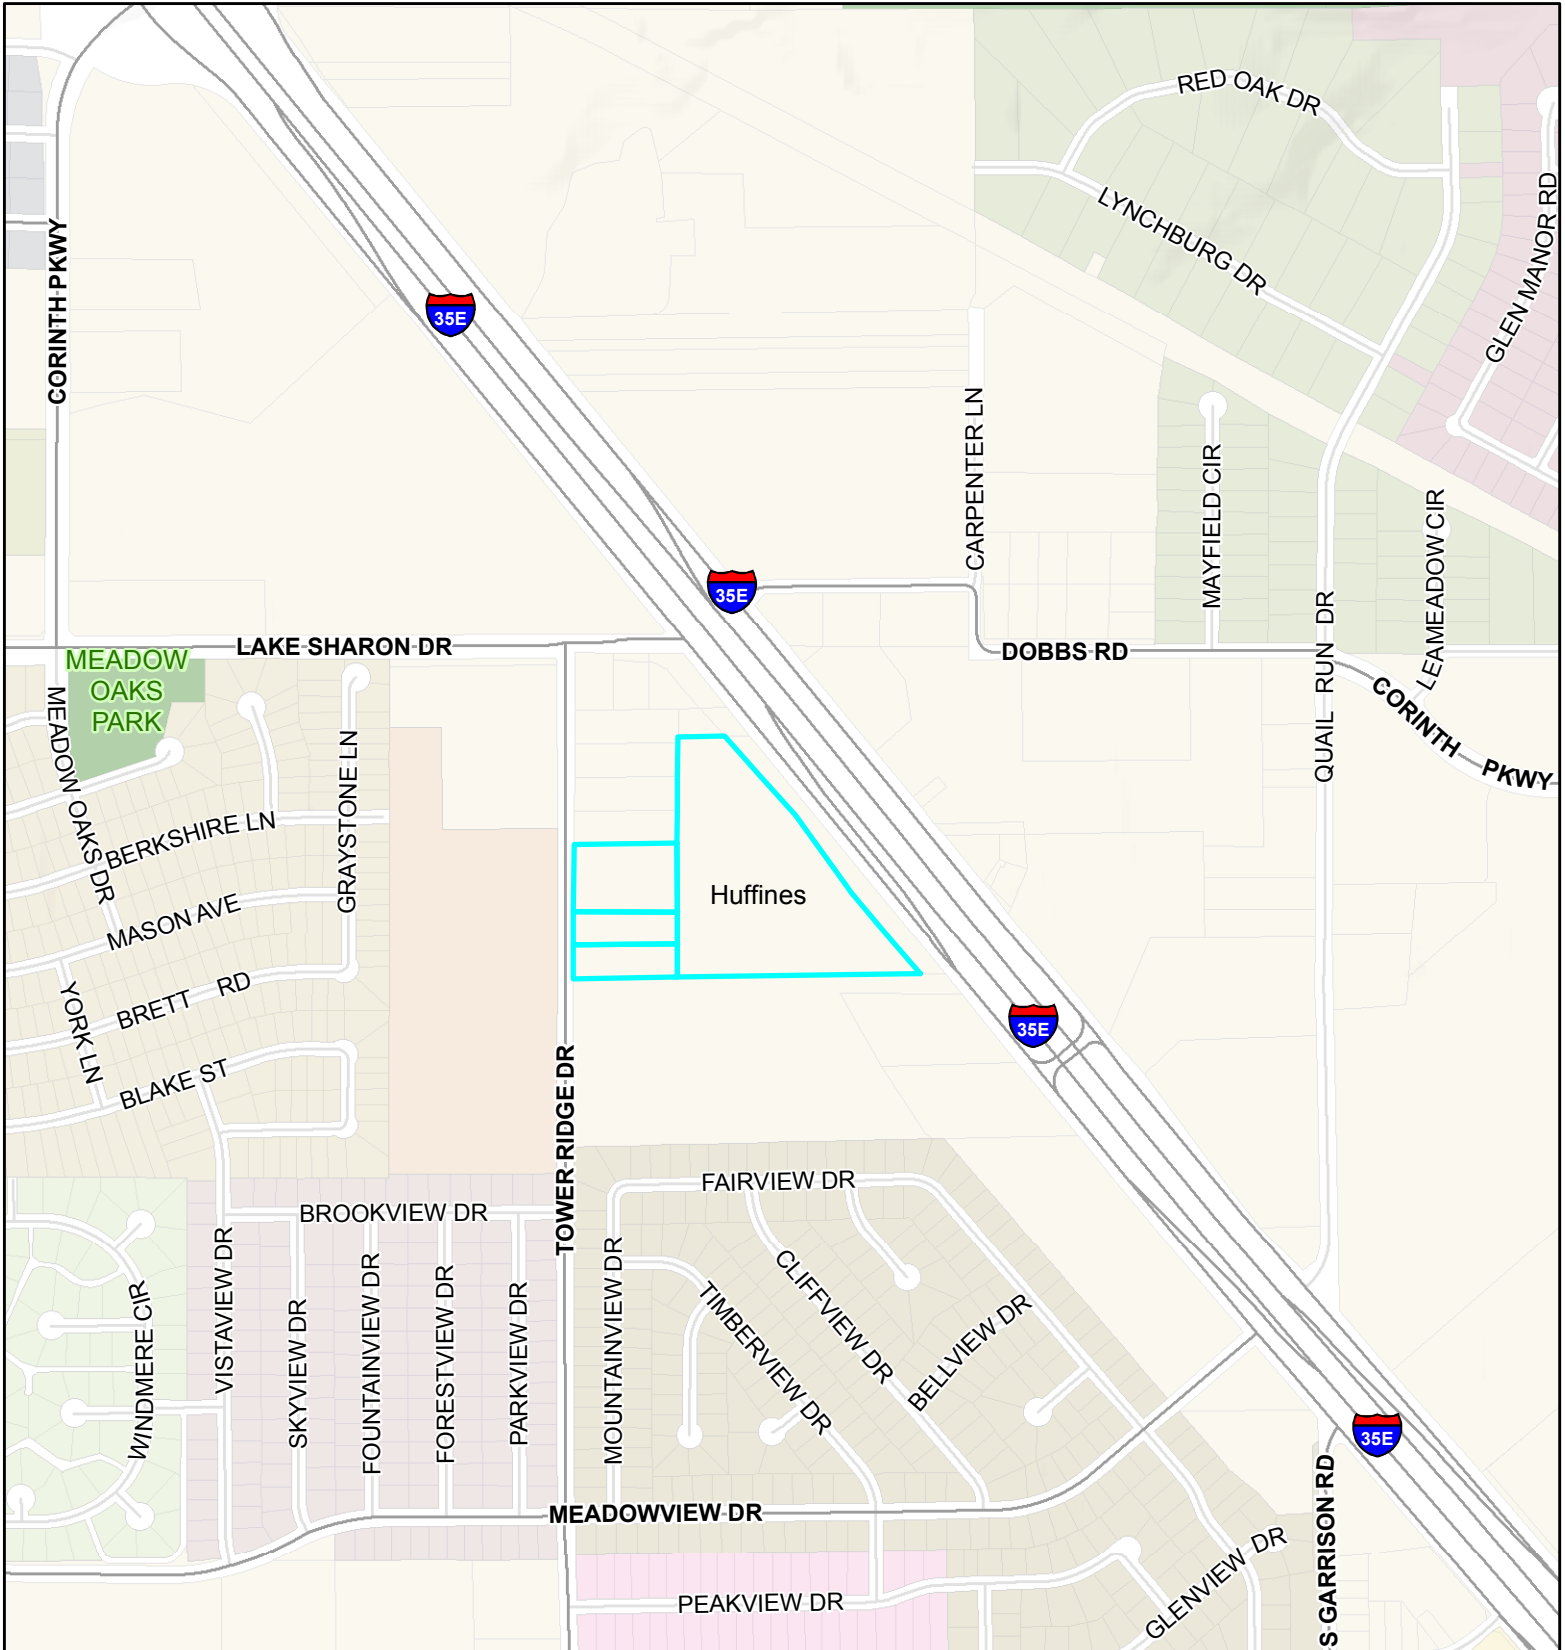 RED OAK DR
LYNCHBURG DR
GLEN MANOR RD
CORINTH PKWY
35E
CARPENTER LN
MAYFIELD CIR
LEAMEADOW CIR
35E
QUAIL RUN DR
LAKE SHARON DR
DOBBS RD
MEADOW
OAKS
PARK
CORINTH PKWY
MEADOW OAKS DR
GRAYSTONE LN
BERKSHIRE LN
Huffines
MASON AVE
BRETT RD
YORK LN
35E
BLAKE ST
TOWER RIDGE DR
FAIRVIEW DR
BROOKVIEW DR
VISTAVIEW DR
WINDMERE CIR
SKYVIEW DR
FOUNTAINVIEW DR
FORESTVIEW DR
PARKVIEW DR
MOUNTAINVIEW DR
TIMBERVIEW DR
CLIFFVIEW DR
BELLVIEW DR
35E
MEADOWVIEW DR
S GARRISON RD
GLENVIEW DR
PEAKVIEW DR